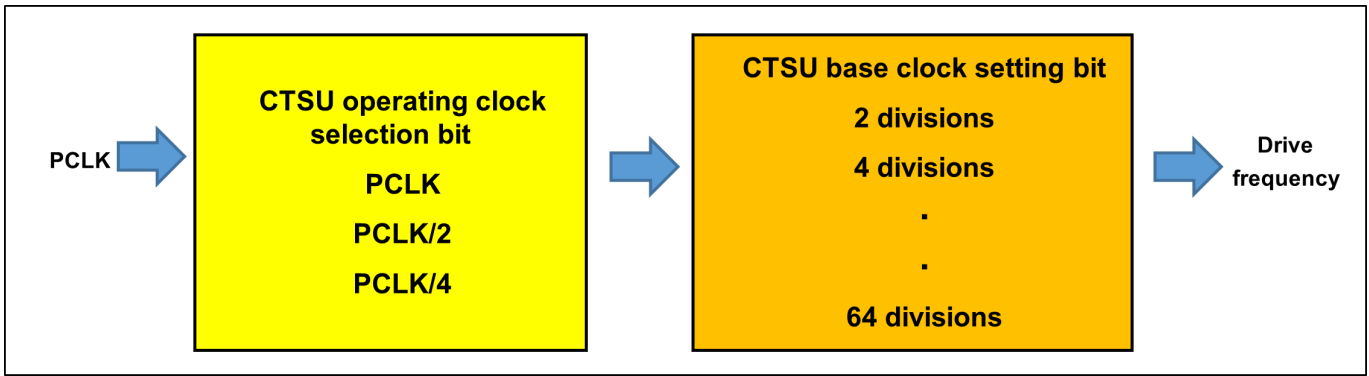 PCLK
CTSU operating clock
selection bit
PCLK
PCLK/2
PCLK/4
CTSU base clock setting bit
2 divisions
4 divisions
.
.
64 divisions
Drive
frequency